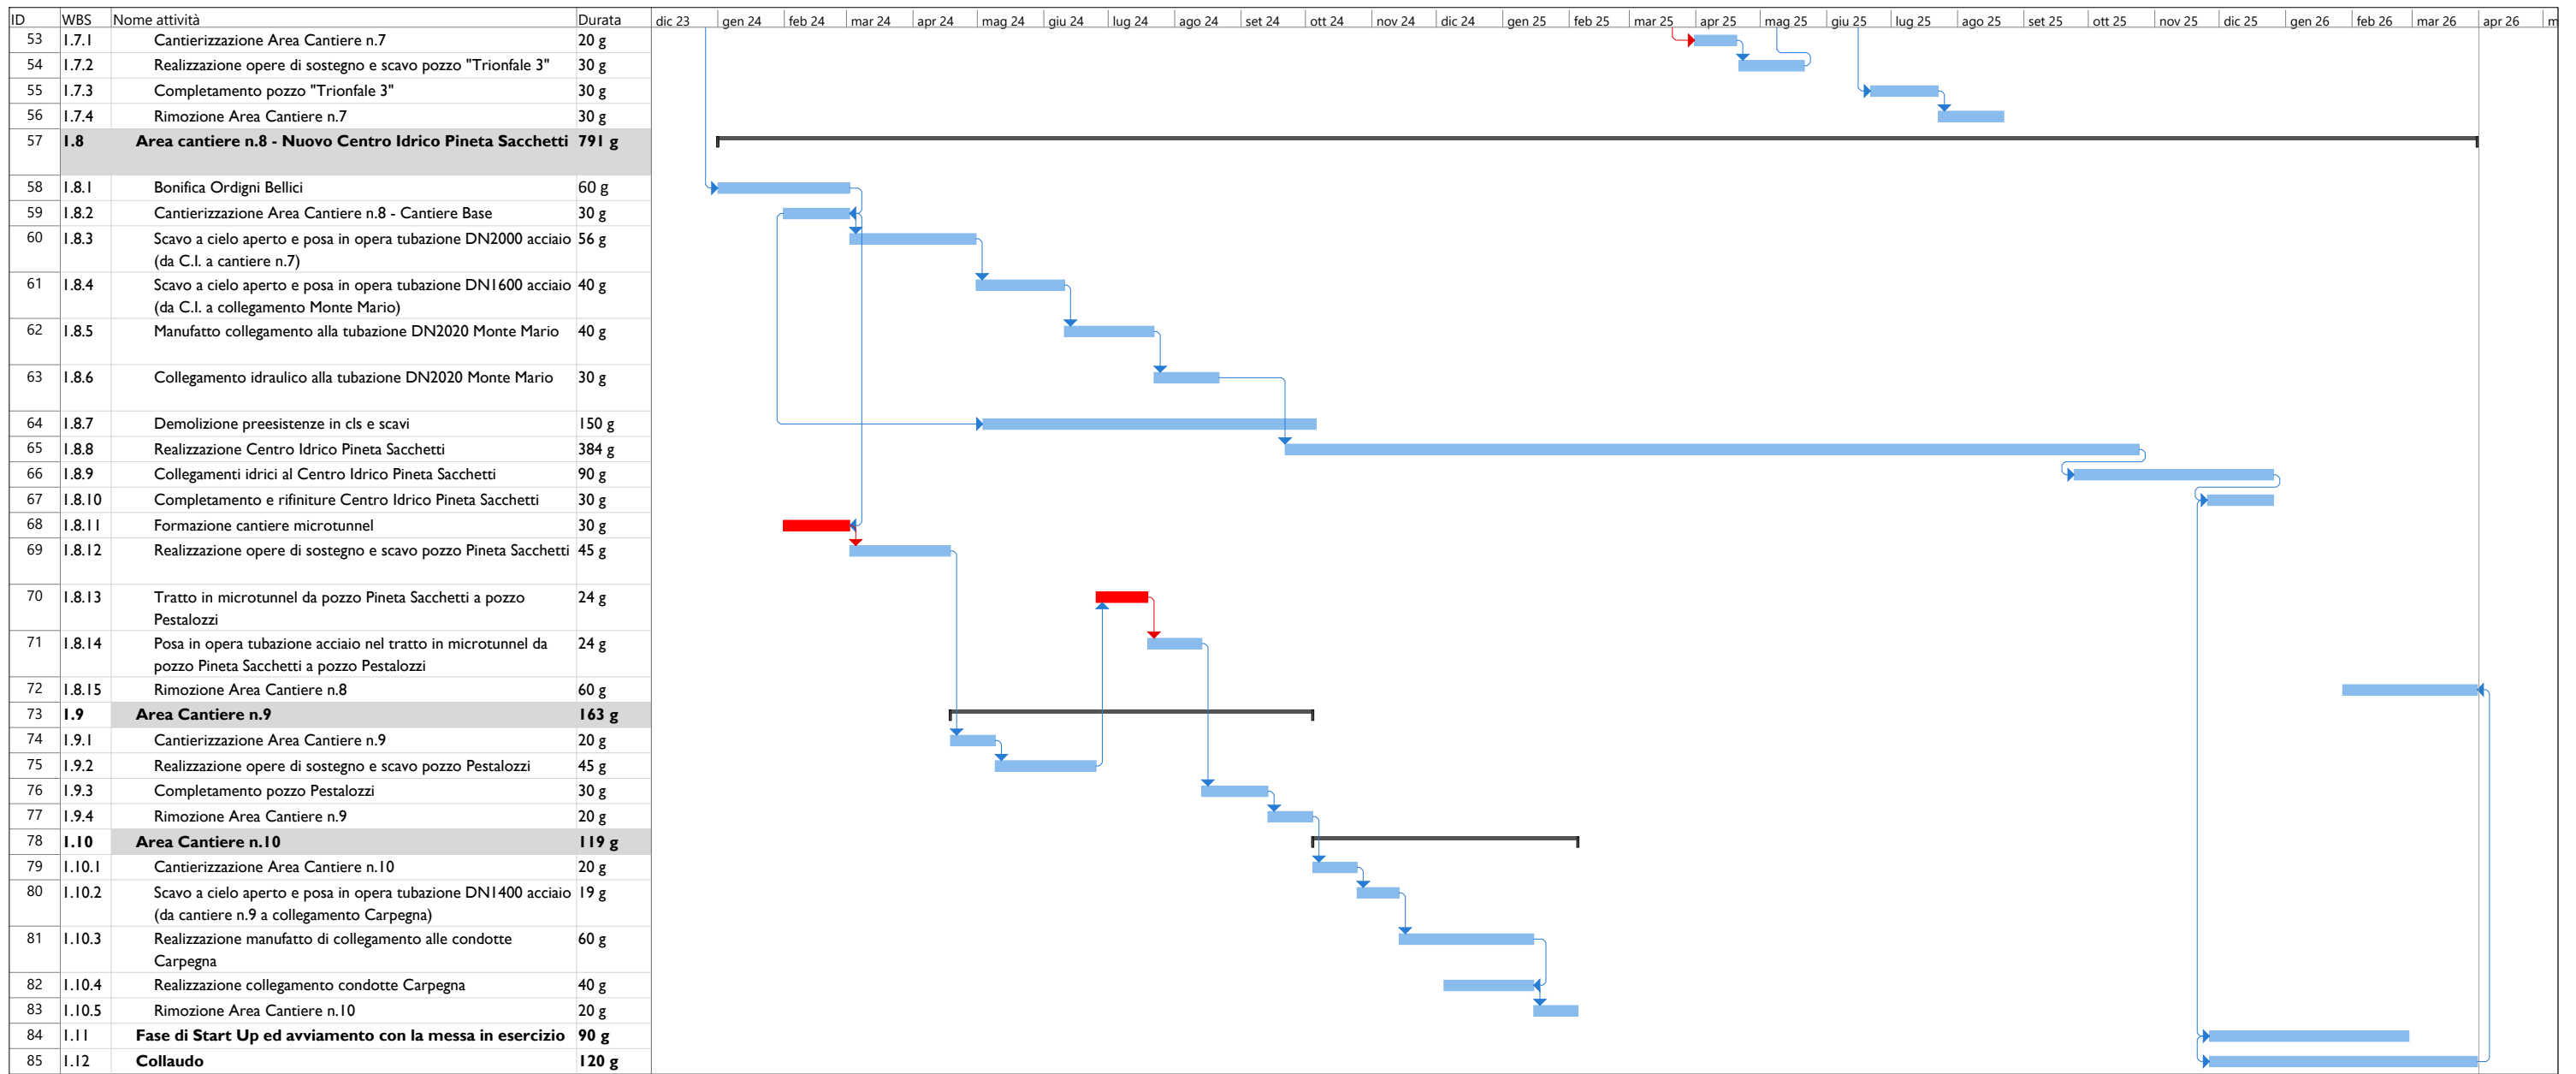 ID WBS Nome attività Durata dic 23 gen 24 feb 24 mar 24 apr 24 mag 24 giu 24 lug 24 ago 24 set 24 ott 24 nov 24 dic 24 gen 25 feb 25 mar 25 apr 25 mag 25 giu 25 lug 25 ago 25 set 25 ott 25 nov 25 dic 25 gen 26 feb 26 mar 26 apr 26 m
53 1.7.1 Cantierizzazione Area Cantiere n.7 20 g
54 1.7.2 Realizzazione opere di sostegno e scavo pozzo "Trionfale 3" 30 g
55 1.7.3 Completamento pozzo "Trionfale 3" 30 g
56 1.7.4 Rimozione Area Cantiere n.7 30 g
57 1.8 Area cantiere n.8 - Nuovo Centro Idrico Pineta Sacchetti 791 g
58 1.8.1 Bonifica Ordigni Bellici 60 g
59 1.8.2 Cantierizzazione Area Cantiere n.8 - Cantiere Base 30 g
60 1.8.3 Scavo a cielo aperto e posa in opera tubazione DN2000 acciaio 56 g
(da C.I. a cantiere n.7)
61 1.8.4 Scavo a cielo aperto e posa in opera tubazione DN1600 acciaio 40 g
(da C.I. a collegamento Monte Mario)
62 1.8.5 Manufatto collegamento alla tubazione DN2020 Monte Mario 40 g
63 1.8.6 Collegamento idraulico alla tubazione DN2020 Monte Mario 30 g
64 1.8.7 Demolizione preesistenze in cls e scavi 150 g
65 1.8.8 Realizzazione Centro Idrico Pineta Sacchetti 384 g
66 1.8.9 Collegamenti idrici al Centro Idrico Pineta Sacchetti 90 g
67 1.8.10 Completamento e rifiniture Centro Idrico Pineta Sacchetti 30 g
68 1.8.11 Formazione cantiere microtunnel 30 g
69 1.8.12 Realizzazione opere di sostegno e scavo pozzo Pineta Sacchetti 45 g
70 1.8.13 Tratto in microtunnel da pozzo Pineta Sacchetti a pozzo 24 g
Pestalozzi
71 1.8.14 Posa in opera tubazione acciaio nel tratto in microtunnel da 24 g
pozzo Pineta Sacchetti a pozzo Pestalozzi
72 1.8.15 Rimozione Area Cantiere n.8 60 g
73 1.9 Area Cantiere n.9 163 g
74 1.9.1 Cantierizzazione Area Cantiere n.9 20 g
75 1.9.2 Realizzazione opere di sostegno e scavo pozzo Pestalozzi 45 g
76 1.9.3 Completamento pozzo Pestalozzi 30 g
77 1.9.4 Rimozione Area Cantiere n.9 20 g
78 1.10 Area Cantiere n.10 119 g
79 1.10.1 Cantierizzazione Area Cantiere n.10 20 g
80 1.10.2 Scavo a cielo aperto e posa in opera tubazione DN1400 acciaio 19 g
(da cantiere n.9 a collegamento Carpegna)
81 1.10.3 Realizzazione manufatto di collegamento alle condotte 60 g
Carpegna
82 1.10.4 Realizzazione collegamento condotte Carpegna 40 g
83 1.10.5 Rimozione Area Cantiere n.10 20 g
84 1.11 Fase di Start Up ed avviamento con la messa in esercizio 90 g
85 1.12 Collaudo 120 g